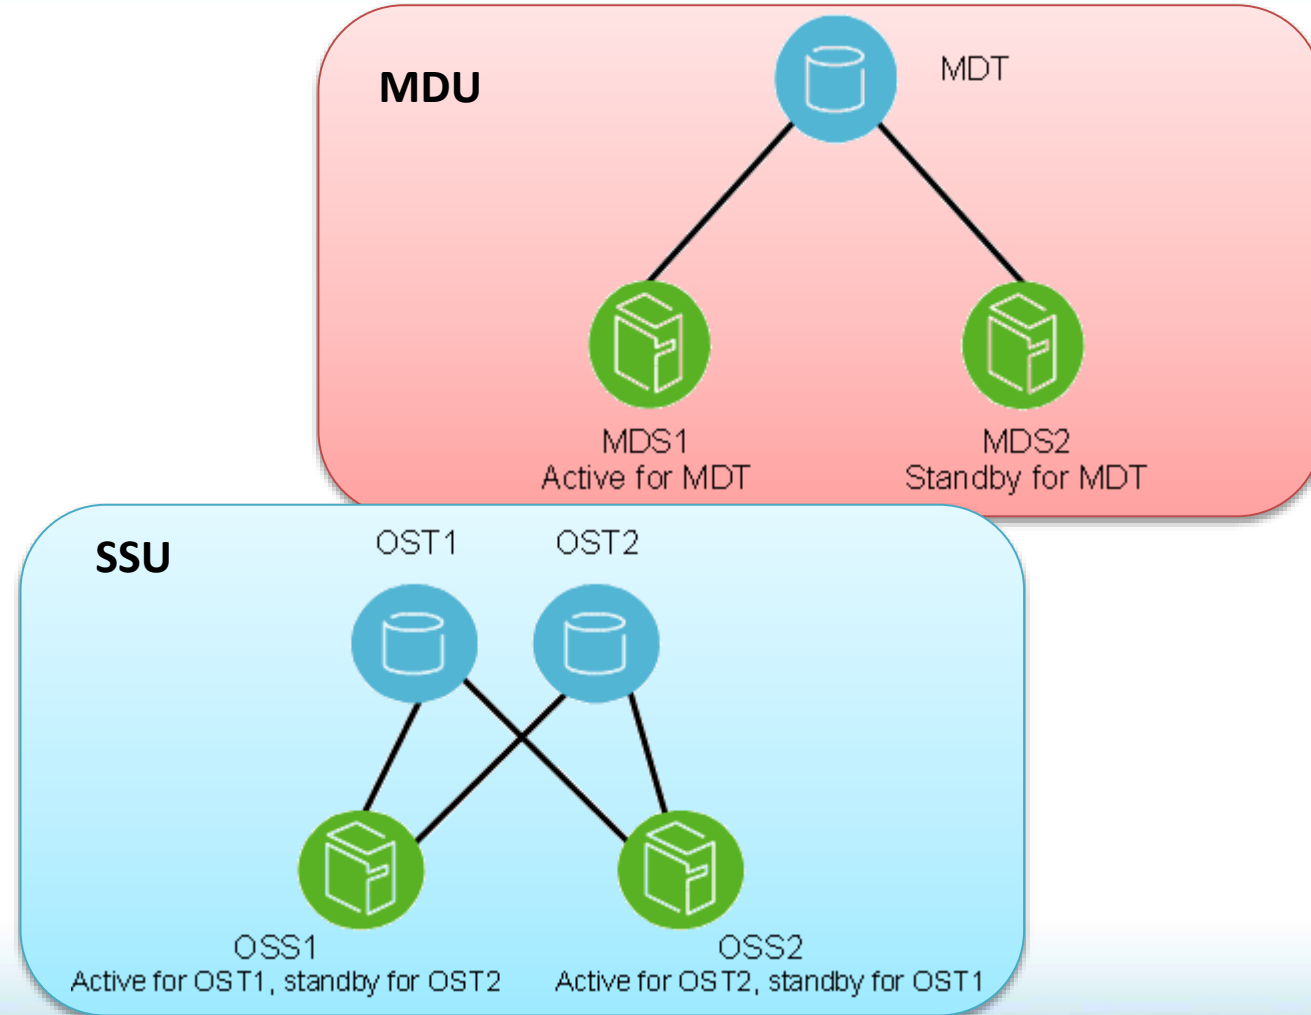 MDU
MDT
MDS1
Active for MDT
MDS2
Standby for MDT
SSU
OST1
OST2
OSS1
Active for OST1, standby for OST2
OSS2
Active for OST2, standby for OST1